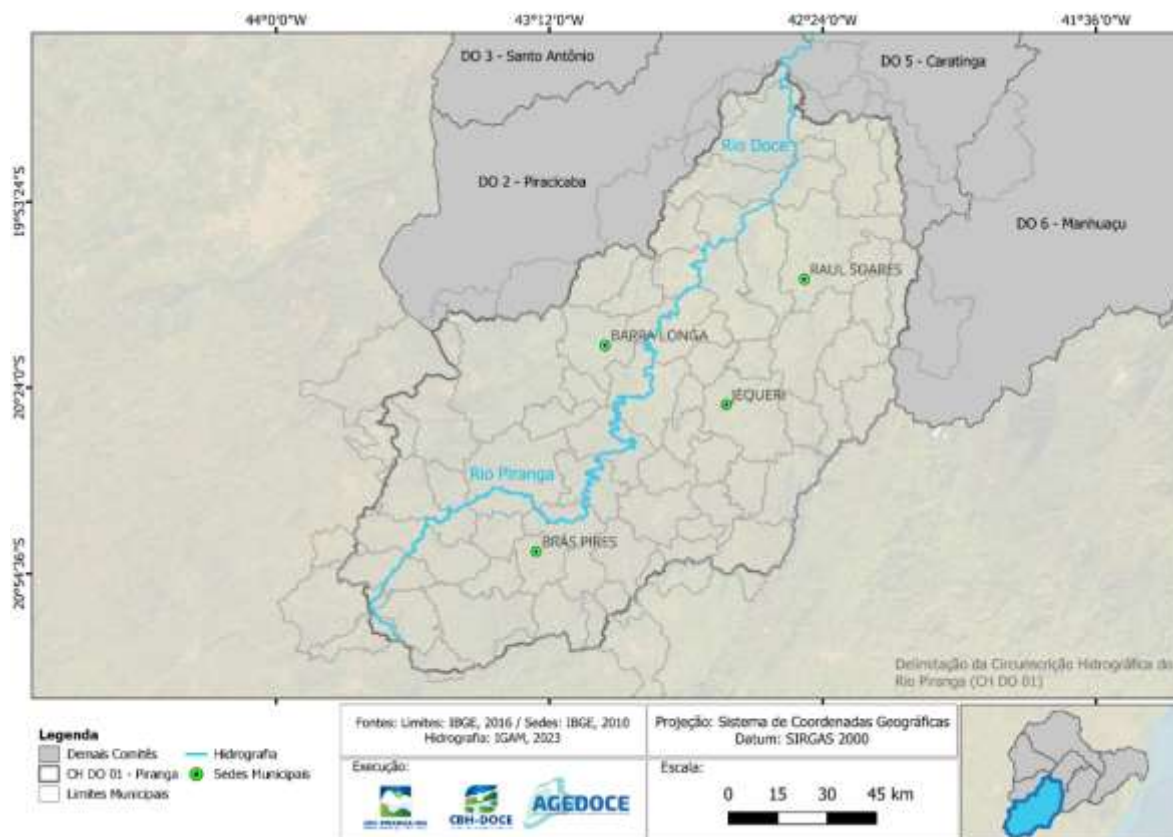 44°0'0"W
43°12'0"W
42°24'0"W
41°36'0"W
DO 3 - Santo Antônio
DO 5 - Caratinga
Rio Doce
DO 2 - Piracicaba
19°53'24"S
DO 6 - Manhuaçu
RAUL SOARES
BARRA LONGA
20°24'0"S
JEQUERI
Rio Piranga
BRÁS PIRES
20°54'36"S
Delimitação da Circunscrição Hidrográfica do
Rio Piranga (CH DO 01)
Legenda
Demais Comitês
Hidrografia
CH DO 01 - Piranga
Sedes Municipais
Limites Municipais
Fontes: Limites: IBGE, 2016 / Sedes: IBGE, 2010
Hidrografia: IGAM, 2023
Projeção: Sistema de Coordenadas Geográficas
Datum: SIRGAS 2000
Execução:
CBH-DOCE
AGEDOCE
Escala:
0 15 30 45 km